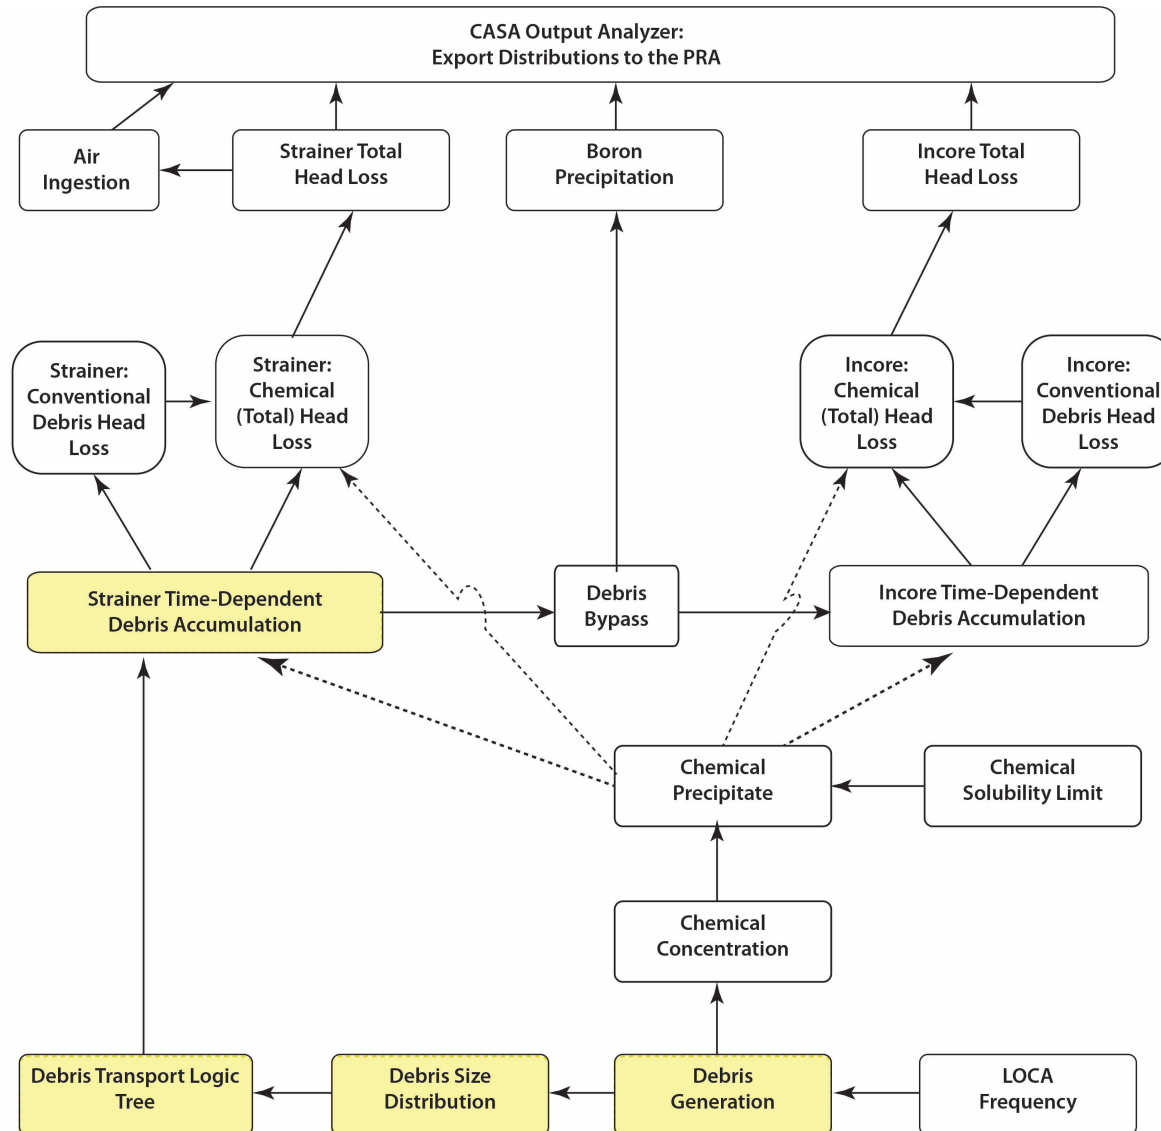 CASA Output Analyzer:
Export Distributions to the PRA
Air
Ingestion
Strainer Total
Head Loss
Boron
Precipitation
Incore Total
Head Loss
Strainer:
Conventional
Debris Head
Loss
Strainer:
Chemical
(Total) Head
Loss
Incore:
Chemical
(Total) Head
Loss
Incore:
Conventional
Debris Head
Loss
Strainer Time-Dependent
Debris Accumulation
Debris
Bypass
Incore Time-Dependent
Debris Accumulation
Chemical
Precipitate
Chemical
Solubility Limit
Chemical
Concentration
Debris Transport Logic
Tree
Debris Size
Distribution
Debris
Generation
LOCA
Frequency